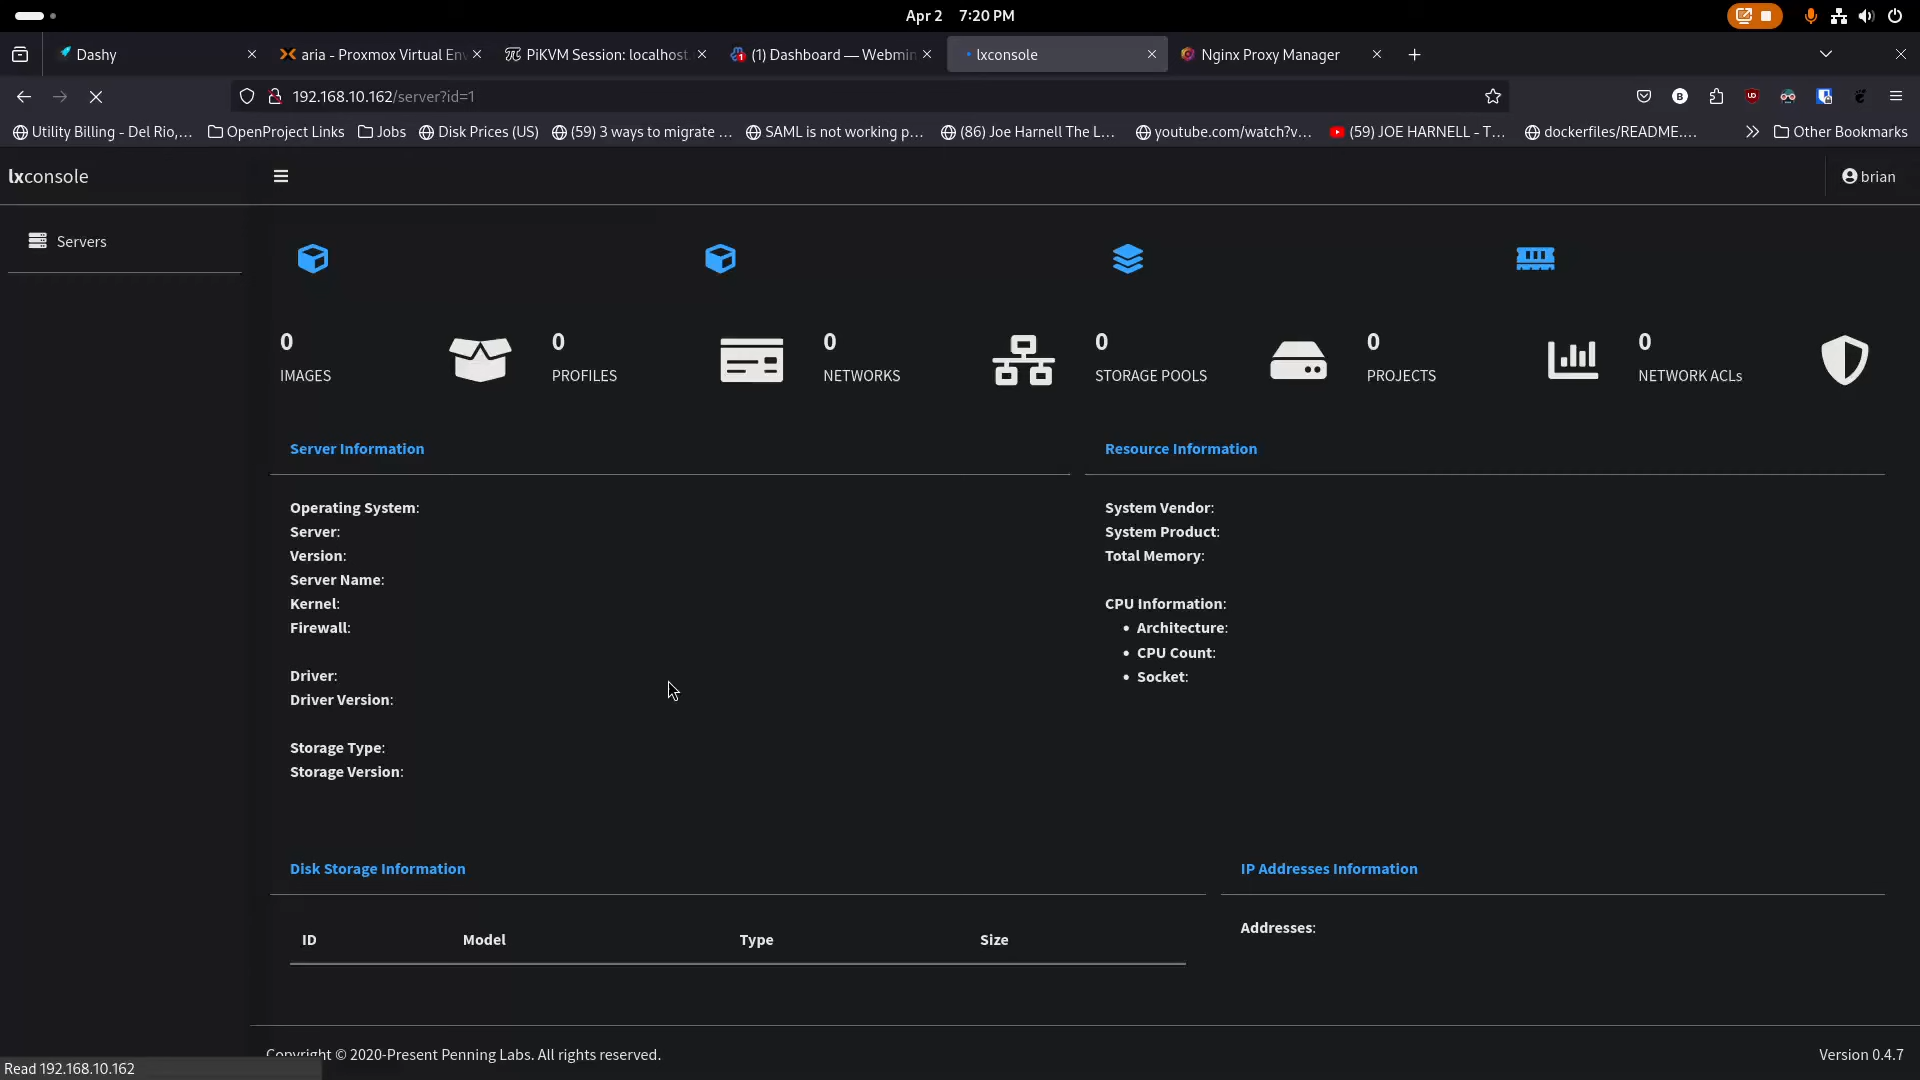 Apr 2 7:20 PM
Dashy
aria - Proxmox Virtual En
PiKVM Session: localhost
(1) Dashboard — Webmin
lxconsole
Nginx Proxy Manager
192.168.10.162/server?id=1
Utility Billing - Del Rio,...
OpenProject Links
Jobs
Disk Prices (US)
(59) 3 ways to migrate ...
SAML is not working p...
(86) Joe Harnell The L...
youtube.com/watch?v...
(59) JOE HARNELL - T...
dockerfiles/README....
Other Bookmarks
lxconsole
brian
Servers
0
IMAGES
0
PROFILES
0
NETWORKS
0
STORAGE POOLS
0
PROJECTS
0
NETWORK ACLs
Server Information
Operating System:
Server:
Version:
Server Name:
Kernel:
Firewall:
Driver:
Driver Version:
Storage Type:
Storage Version:
Resource Information
System Vendor:
System Product:
Total Memory:
CPU Information:
• Architecture:
• CPU Count:
• Socket:
Disk Storage Information
ID Model Type Size
IP Addresses Information
Addresses:
Copyright © 2020-Present Penning Labs. All rights reserved.
Version 0.4.7
Read 192.168.10.162